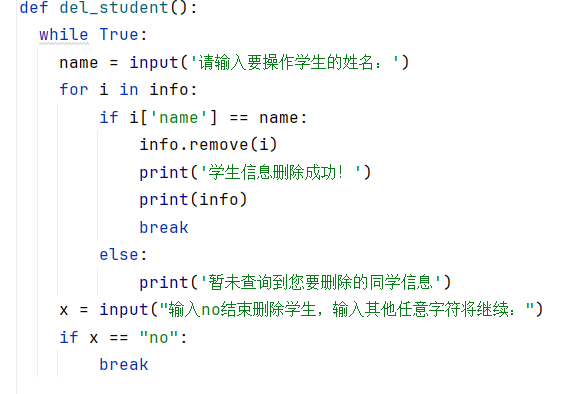 def del_student():
while True:
name = input('请输入要操作学生的姓名：')
for i in info:
if i['name'] == name:
info.remove(i)
print('学生信息删除成功！')
print(info)
break
else:
print('暂未查询到您要删除的同学信息')
x = input("输入no结束删除学生，输入其他任意字符将继续：")
if x == "no":
break